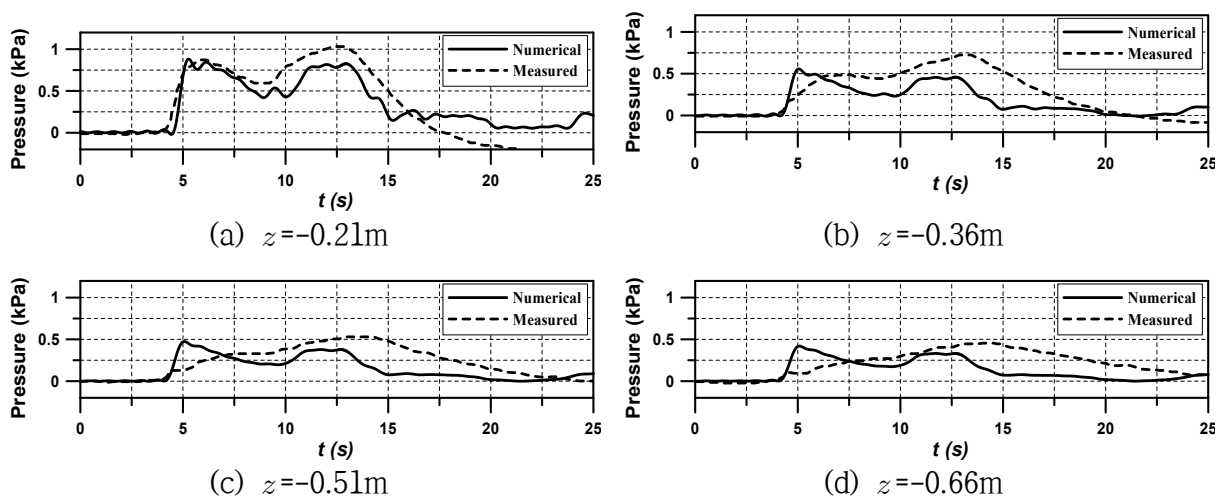 Pressure (kPa)
1
0.5
0
Numerical
Measured
0 5 10 15 20 25
t (s)
(a) z=-0.21m
Pressure (kPa)
1
0.5
0
Numerical
Measured
0 5 10 15 20 25
t (s)
(b) z=-0.36m
Pressure (kPa)
1
0.5
0
Numerical
Measured
0 5 10 15 20 25
t (s)
(c) z=-0.51m
Pressure (kPa)
1
0.5
0
Numerical
Measured
0 5 10 15 20 25
t (s)
(d) z=-0.66m